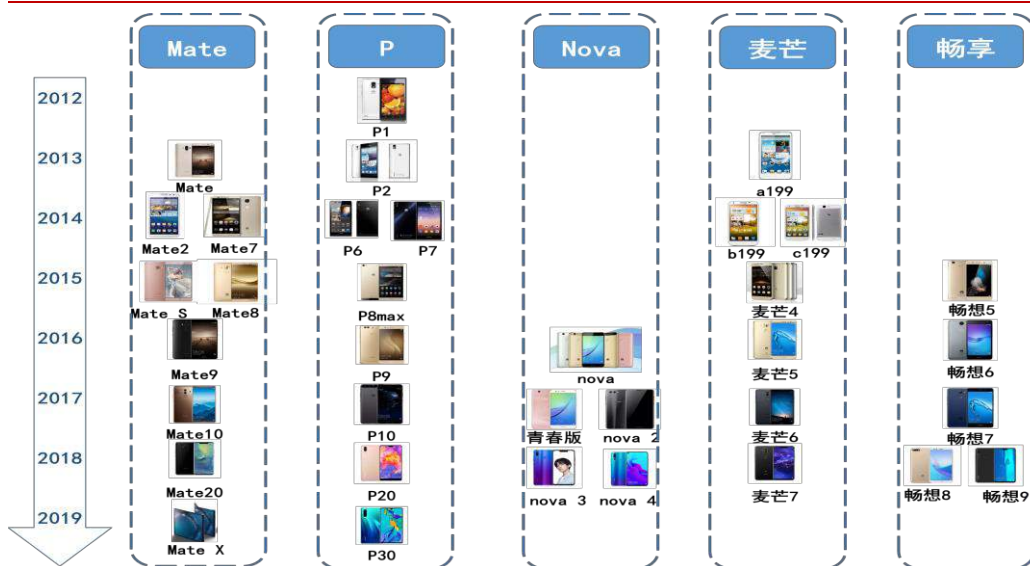 Mate
P
Nova
麦芒
畅享
2012
P1
2013
Mate
P2
a199
2014
Mate2
Mate7
P6
P7
b199
c199
2015
Mate S
Mate8
P8max
麦芒4
畅想5
2016
Mate9
P9
nova
麦芒5
畅想6
2017
Mate10
P10
青春版
nova 2
麦芒6
畅想7
2018
Mate20
P20
nova 3
nova 4
麦芒7
畅想8
畅想9
2019
Mate X
P30